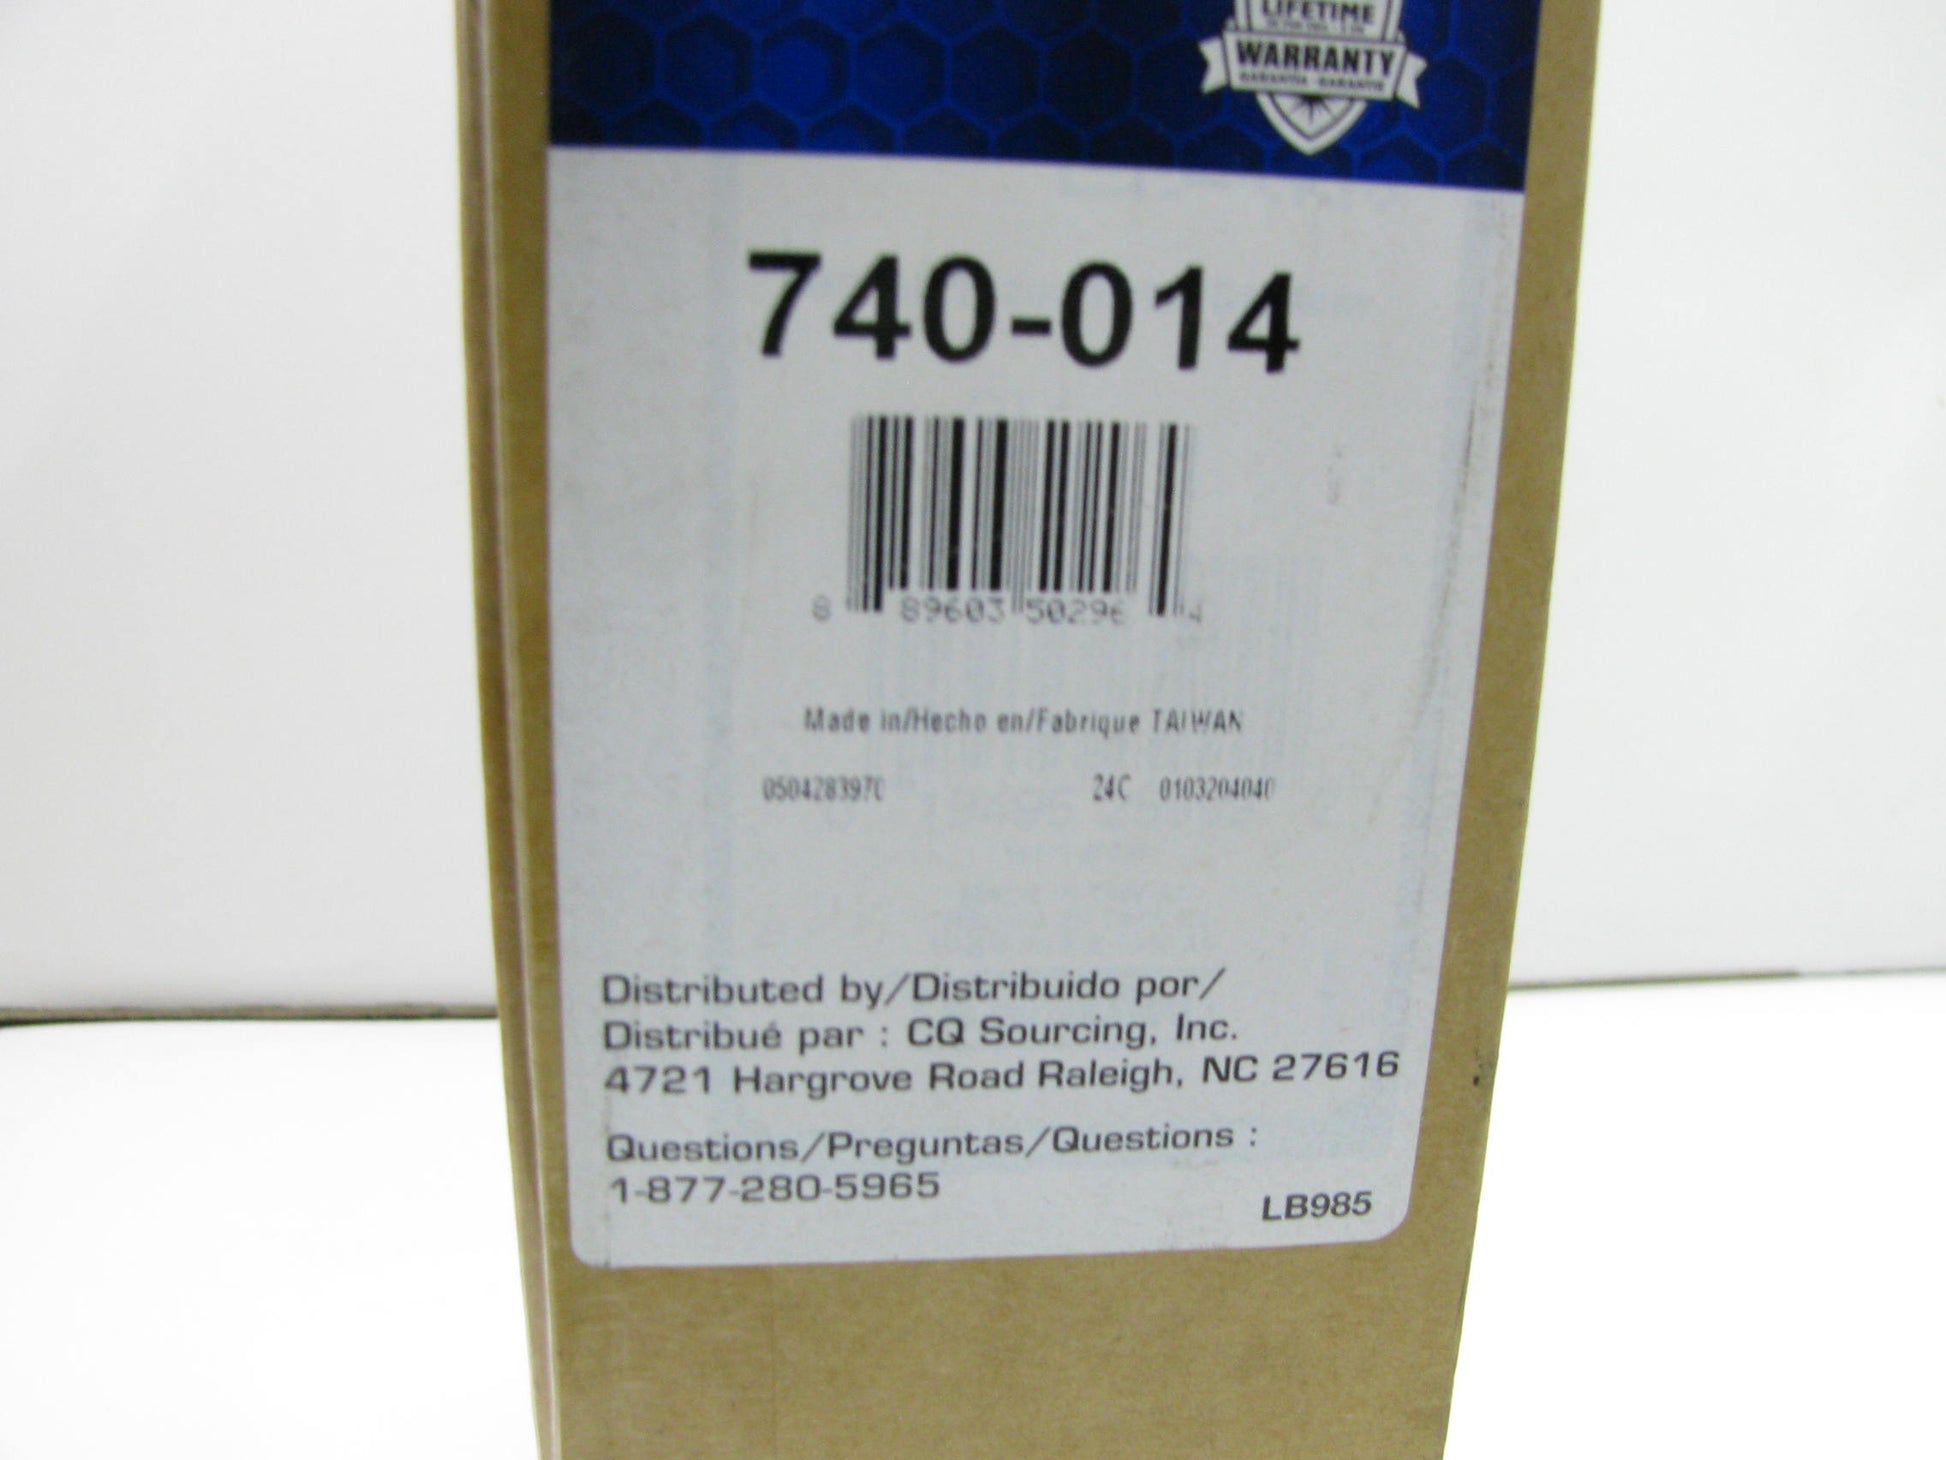 LIFETIME
WARRANTY
GARANTIA · GARANTIE
740-014
8 89603 50296 4
Made in/Hecho en/Fabrique TAIWAN
0504283970 24C 0103204040
Distributed by/Distribuido por/
Distribué par : CQ Sourcing, Inc.
4721 Hargrove Road Raleigh, NC 27616
Questions/Preguntas/Questions :
1-877-280-5965
LB985